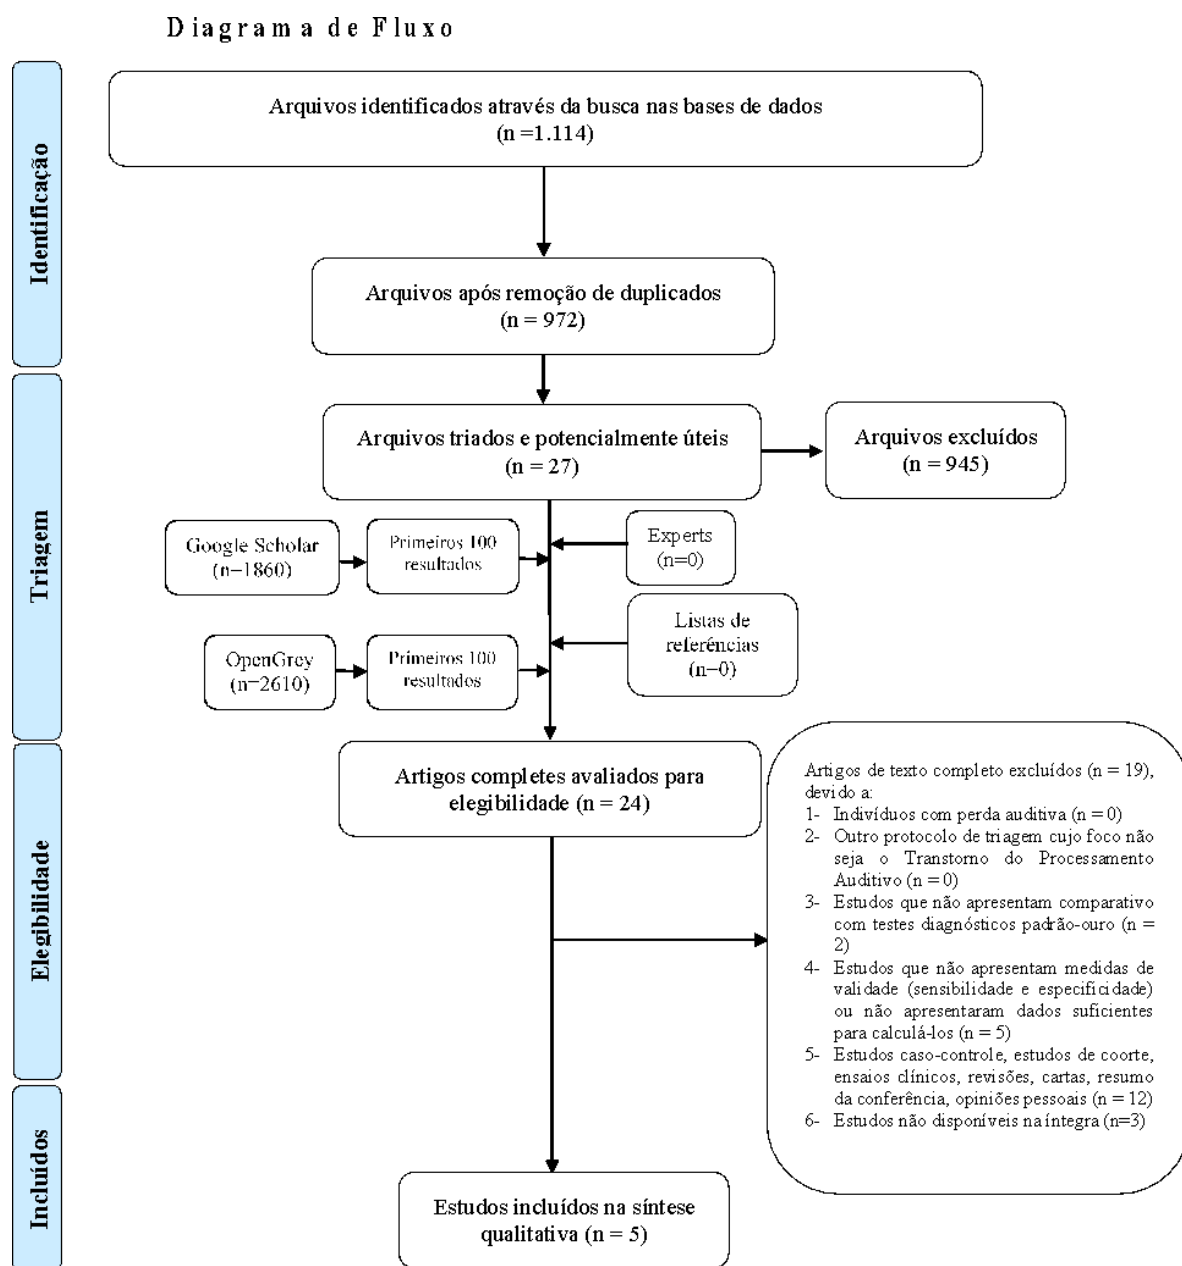 Diagrama de Fluxo
Identificação
Arquivos identificados através da busca nas bases de dados
(n =1.114)
Arquivos após remoção de duplicados
(n = 972)
Triagem
Arquivos triados e potencialmente úteis
(n = 27)
Arquivos excluídos
(n = 945)
Google Scholar
(n=1860)
Primeiros 100
resultados
Experts
(n=0)
Listas de
referências
(n=0)
OpenGrey
(n=2610)
Primeiros 100
resultados
Elegibilidade
Artigos completes avaliados para
elegibilidade (n = 24)
Artigos de texto completo excluídos (n = 19),
devido a:
1- Indivíduos com perda auditiva (n = 0)
2- Outro protocolo de triagem cujo foco não
seja o Transtorno do Processamento
Auditivo (n = 0)
3- Estudos que não apresentam comparativo
com testes diagnósticos padrão-ouro (n =
2)
4- Estudos que não apresentam medidas de
validade (sensibilidade e especificidade)
ou não apresentaram dados suficientes
para calculá-los (n = 5)
5- Estudos caso-controle, estudos de coorte,
ensaios clínicos, revisões, cartas, resumo
da conferência, opiniões pessoais (n = 12)
6- Estudos não disponíveis na íntegra (n=3)
Incluídos
Estudos incluídos na síntese
qualitativa (n = 5)